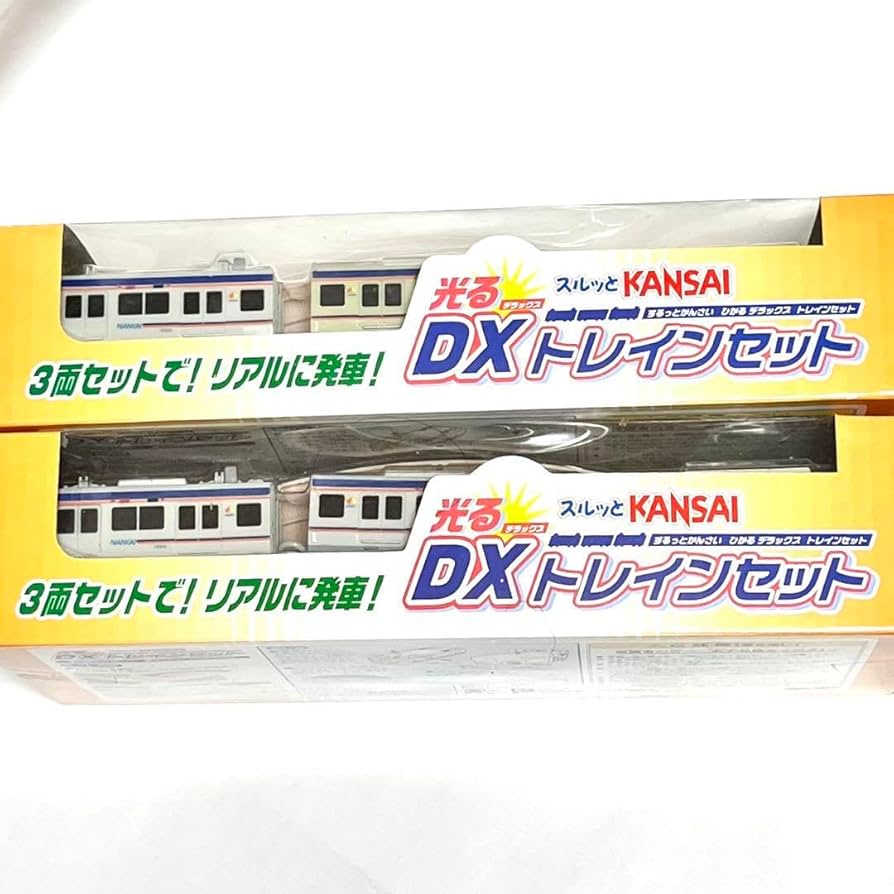 NANKAI
光る
デラックス
スルッとKANSAI
するっとかんさい ひかる デラックス トレインセット
DXトレインセット
3両セットで！リアルに発車！
NANKAI
光る
デラックス
スルッとKANSAI
するっとかんさい ひかる デラックス トレインセット
DXトレインセット
3両セットで！リアルに発車！